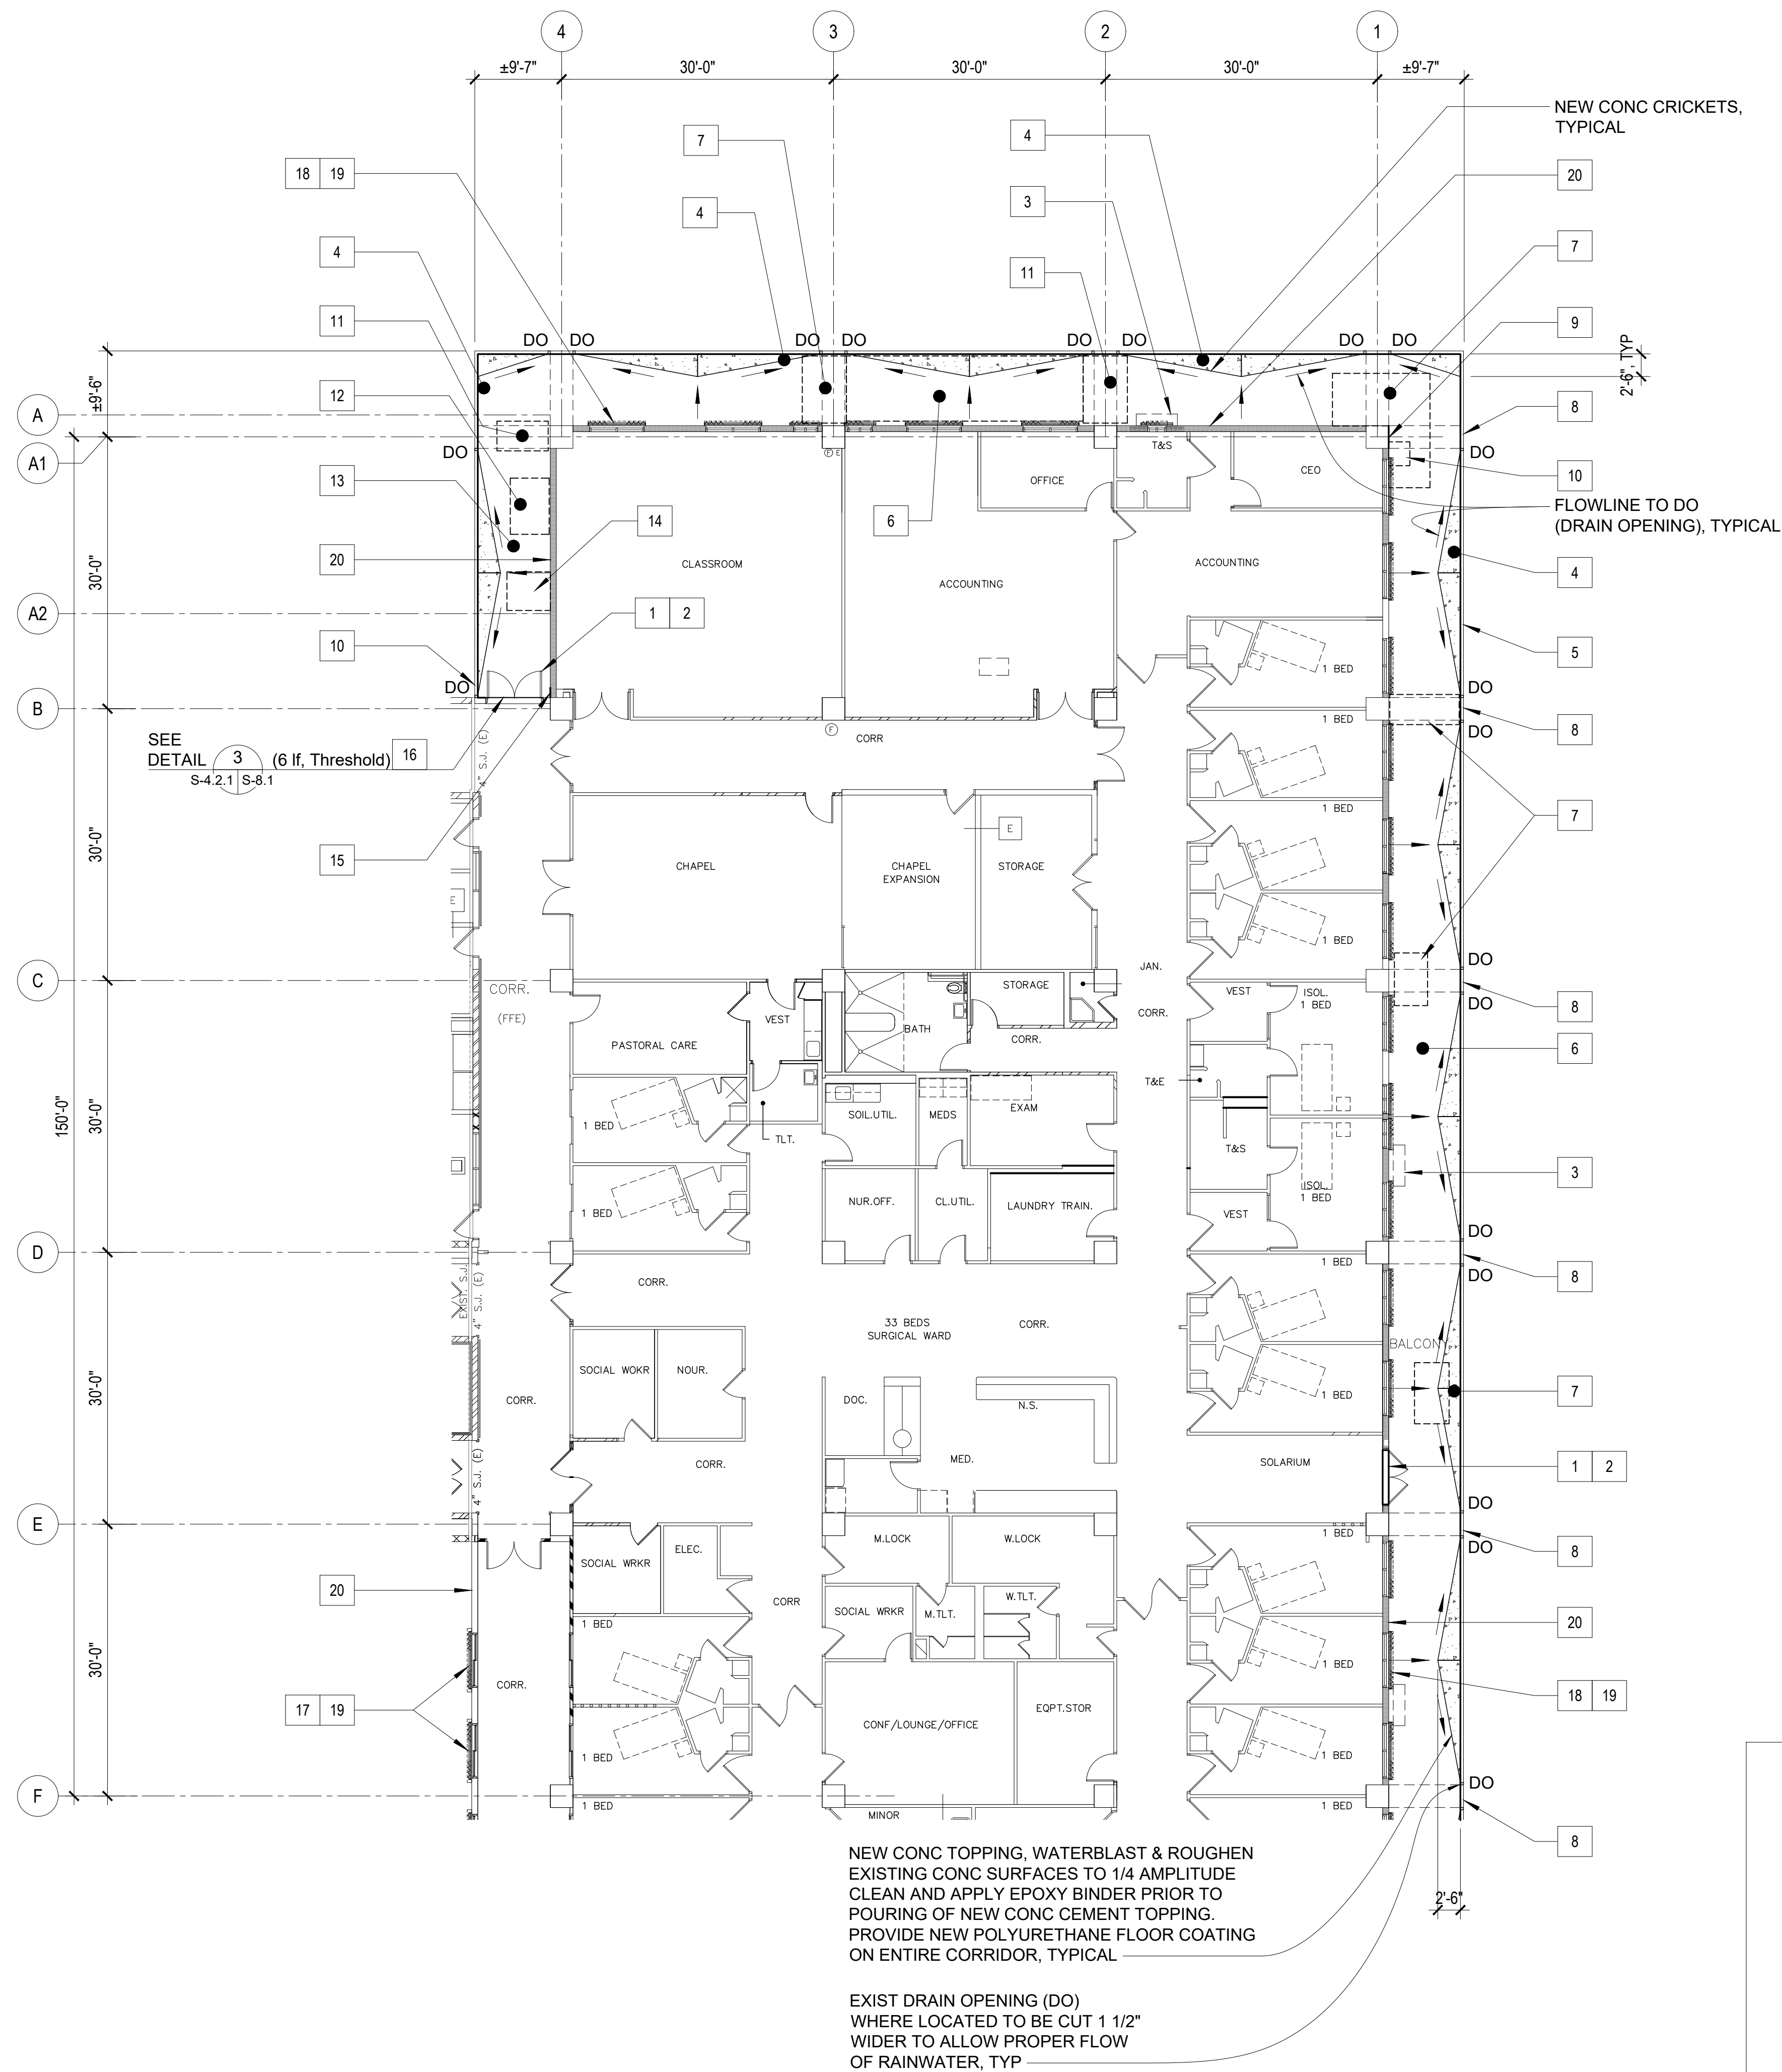 4
3
2
1
±9'-7"
30'-0"
30'-0"
30'-0"
±9'-7"
NEW CONC CRICKETS,
TYPICAL
7
4
18 19
4
3
20
4
7
11
11
9
DO DO DO DO DO DO DO DO
2'-6", TYP
±9'-6"
12
8
A
A1
DO
DO
T&S
F E
CEO
OFFICE
10
13
14
6
FLOWLINE TO DO
(DRAIN OPENING), TYPICAL
20
CLASSROOM
ACCOUNTING
ACCOUNTING
4
30'-0"
A2
1 2
10
5
1 BED
DO
DO
B
1 BED
8
DO
F
CORR
SEE
DETAIL 3 (6 lf, Threshold) 16
S-4.2.1 S-8.1
4" S.J. (E)
1 BED
7
30'-0"
E
15
CHAPEL
CHAPEL
EXPANSION
STORAGE
E
1 BED
DO
JAN.
C
CORR.
(FFE)
STORAGE
VEST
ISOL.
1 BED
8
DO
VEST
CORR.
BATH
CORR.
PASTORAL CARE
6
T&E
SOIL.UTIL.
MEDS
EXAM
1 BED
TLT.
150'-0"
30'-0"
T&S
3
ISOL.
1 BED
NUR.OFF.
CL.UTIL.
LAUNDRY TRAIN.
1 BED
VEST
DO
D
1 BED
8
DO
EXIST. S.J.
4" S.J. (E)
CORR.
33 BEDS
SURGICAL WARD
CORR.
BALCONY
SOCIAL WOKR
NOUR.
30'-0"
CORR.
DOC.
N.S.
1 BED
7
4" S.J. (E)
CORR.
MED.
SOLARIUM
1 2
DO
E
M.LOCK
W.LOCK
1 BED
DO
8
ELEC.
SOCIAL WRKR
20
W.TLT.
CORR
SOCIAL WRKR
M.TLT.
1 BED
20
30'-0"
1 BED
CORR.
EQPT.STOR
17 19
CONF/LOUNGE/OFFICE
18 19
1 BED
1 BED
DO
F
1 BED
MINOR
1 BED
8
NEW CONC TOPPING, WATERBLAST & ROUGHEN
EXISTING CONC SURFACES TO 1/4 AMPLITUDE
CLEAN AND APPLY EPOXY BINDER PRIOR TO
POURING OF NEW CONC CEMENT TOPPING.
PROVIDE NEW POLYURETHANE FLOOR COATING
ON ENTIRE CORRIDOR, TYPICAL
2'-6"
EXIST DRAIN OPENING (DO)
WHERE LOCATED TO BE CUT 1 1/2"
WIDER TO ALLOW PROPER FLOW
OF RAINWATER, TYP